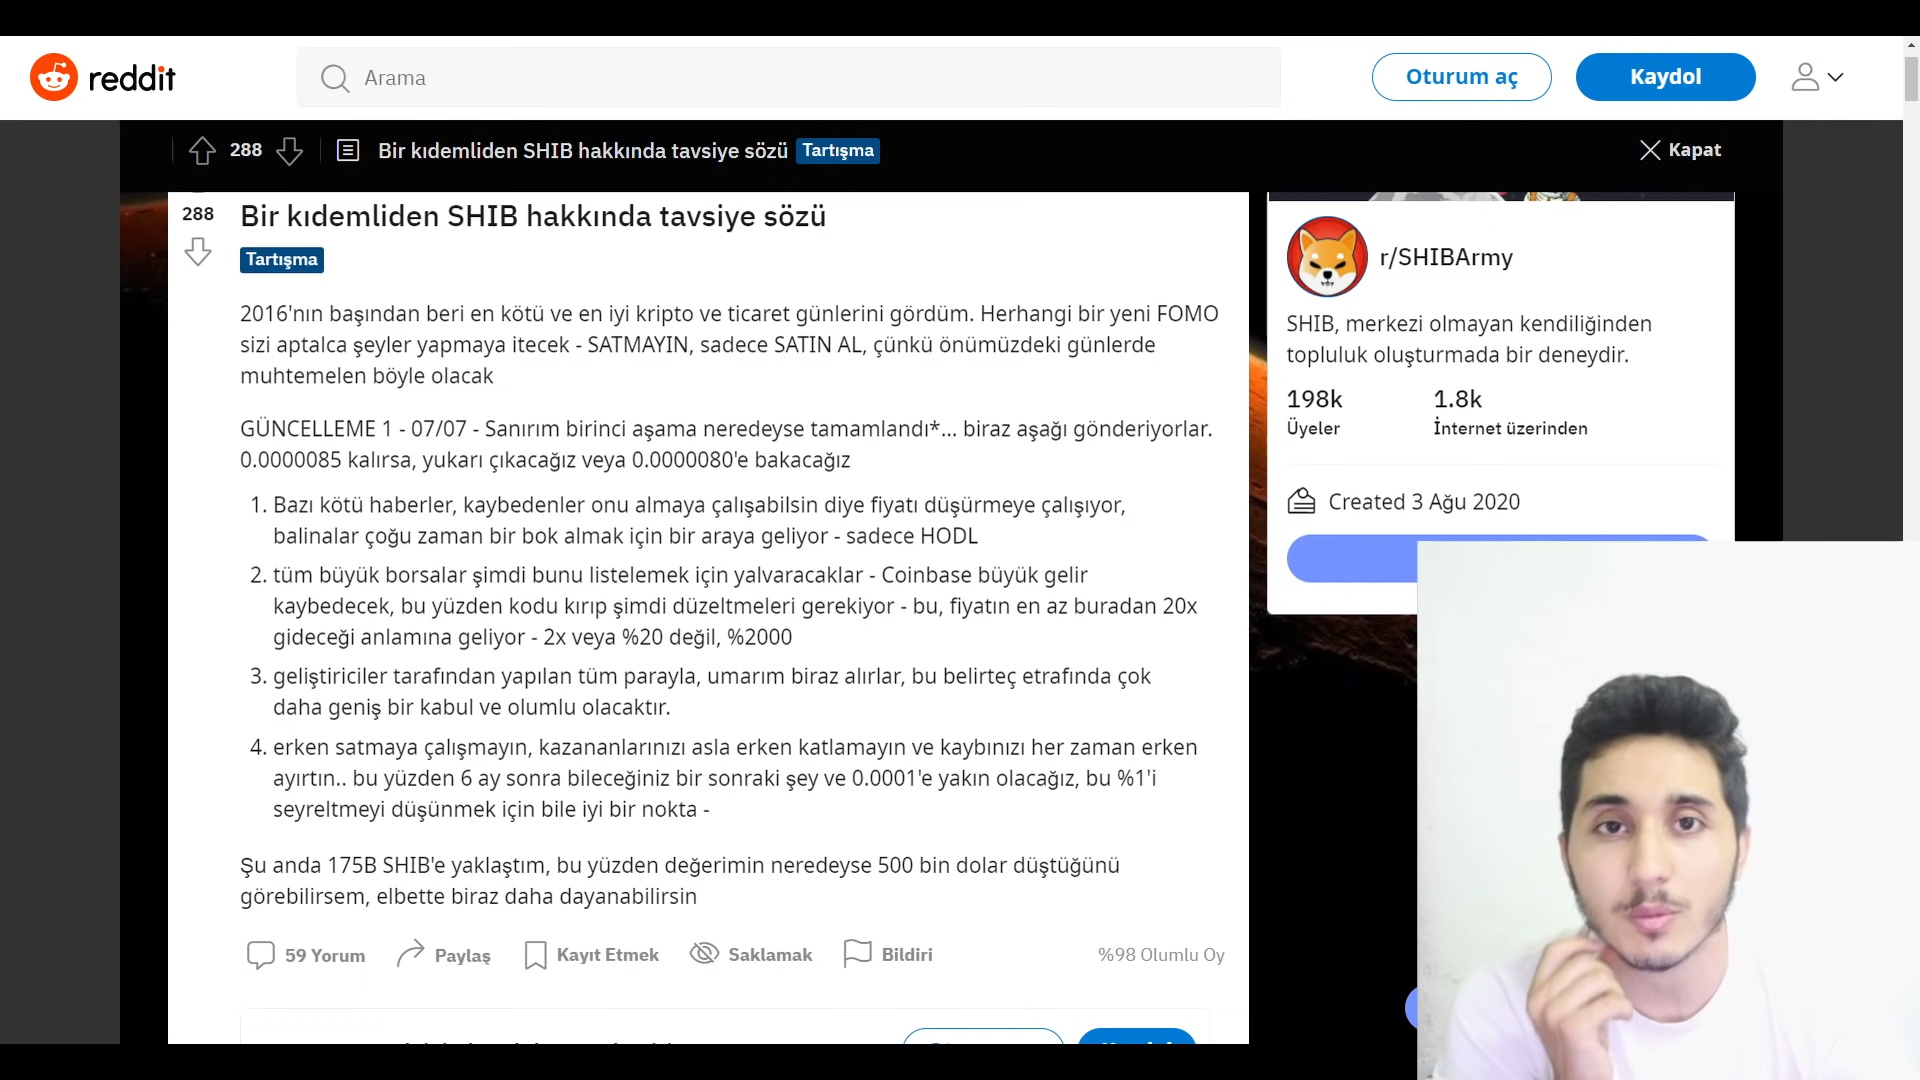 reddit
Arama
Oturum aç
Kaydol
288
Bir kıdemliden SHIB hakkında tavsiye sözü
Tartışma
Kapat
288
Bir kıdemliden SHIB hakkında tavsiye sözü
Tartışma
2016'nın başından beri en kötü ve en iyi kripto ve ticaret günlerini gördüm. Herhangi bir yeni FOMO
sizi aptalca şeyler yapmaya itecek - SATMAYIN, sadece SATIN AL, çünkü önümüzdeki günlerde
muhtemelen böyle olacak
GÜNCELLEME 1 - 07/07 - Sanırım birinci aşama neredeyse tamamlandı*... biraz aşağı gönderiyorlar.
0.0000085 kalırsa, yukarı çıkacağız veya 0.0000080'e bakacağız
1. Bazı kötü haberler, kaybedenler onu almaya çalışabilsin diye fiyatı düşürmeye çalışıyor,
balinalar çoğu zaman bir bok almak için bir araya geliyor - sadece HODL
2. tüm büyük borsalar şimdi bunu listelemek için yalvaracaklar - Coinbase büyük gelir
kaybedecek, bu yüzden kodu kırıp şimdi düzeltmeleri gerekiyor - bu, fiyatın en az buradan 20x
gideceği anlamına geliyor - 2x veya %20 değil, %2000
3. geliştiriciler tarafından yapılan tüm parayla, umarım biraz alırlar, bu belirteç etrafında çok
daha geniş bir kabul ve olumlu olacaktır.
4. erken satmaya çalışmayın, kazananlarınızı asla erken katlamayın ve kaybınızı her zaman erken
ayırtın.. bu yüzden 6 ay sonra bileceğiniz bir sonraki şey ve 0.0001'e yakın olacağız, bu %1'i
seyreltmeyi düşünmek için bile iyi bir nokta -
Şu anda 175B SHIB'e yaklaştım, bu yüzden değerimin neredeyse 500 bin dolar düştüğünü
görebilirsem, elbette biraz daha dayanabilirsin
59 Yorum
Paylaş
Kayıt Etmek
Saklamak
Bildiri
%98 Olumlu Oy
r/SHIBArmy
SHIB, merkezi olmayan kendiliğinden
topluluk oluşturmada bir deneydir.
198k
1.8k
Üyeler
İnternet üzerinden
Created 3 Ağu 2020